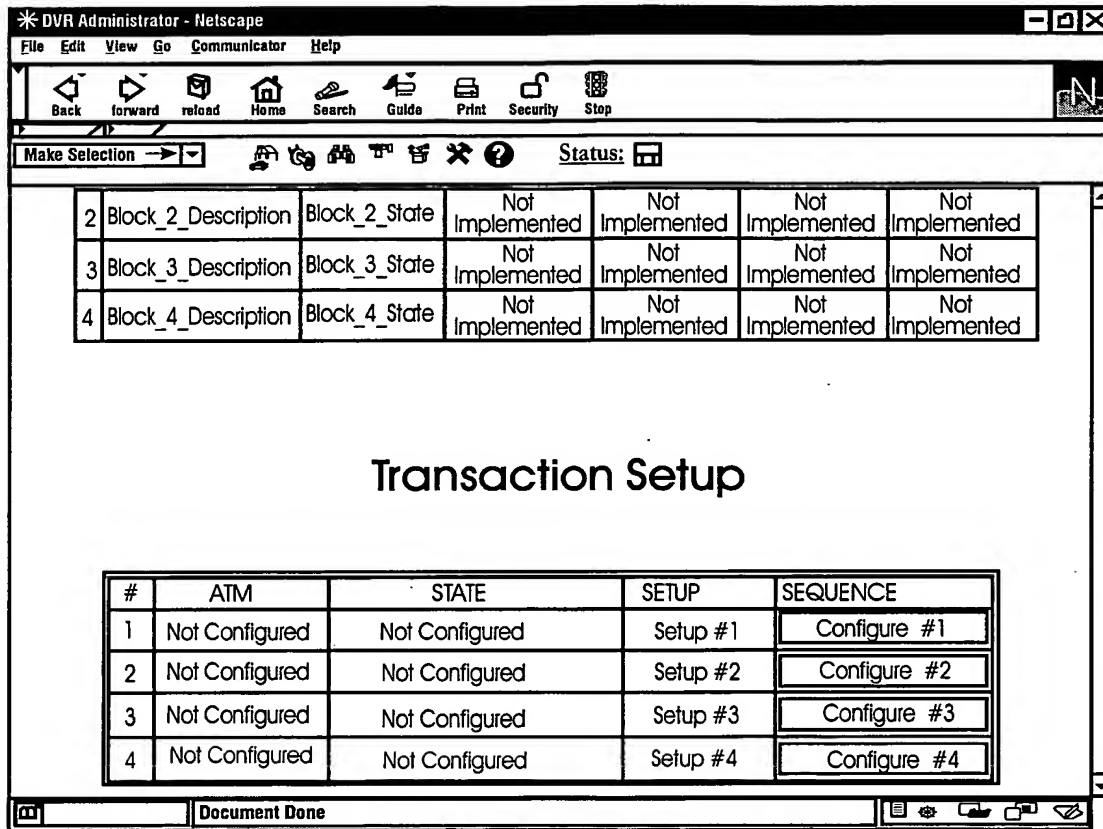 DVR Administrator - Netscape
File Edit View Go Communicator Help
Back forward reload Home Search Guide Print Security Stop
N
Make Selection Status:
2 Block_2_Description Block_2_State Not Implemented Not Implemented Not Implemented Not Implemented
3 Block_3_Description Block_3_State Not Implemented Not Implemented Not Implemented Not Implemented
4 Block_4_Description Block_4_State Not Implemented Not Implemented Not Implemented Not Implemented
Transaction Setup
# ATM STATE SETUP SEQUENCE
1 Not Configured Not Configured Setup #1 Configure #1
2 Not Configured Not Configured Setup #2 Configure #2
3 Not Configured Not Configured Setup #3 Configure #3
4 Not Configured Not Configured Setup #4 Configure #4
Document Done